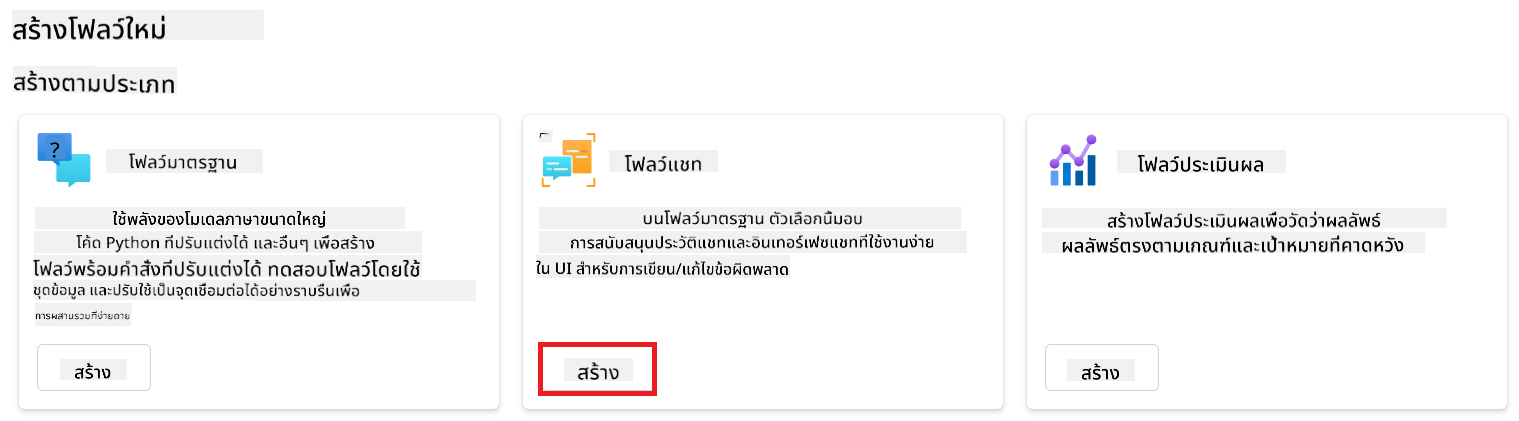 สร้างโฟลว์ใหม่
สร้างตามประเภท
?
โฟลว์มาตรฐาน
ใช้พลังของโมเดลภาษาขนาดใหญ่
โค้ด Python ที่ปรับแต่งได้ และอื่นๆ เพื่อสร้าง
โฟลว์พร้อมคำสั่งที่ปรับแต่งได้ ทดสอบโฟลว์โดยใช้
ชุดข้อมูล และปรับใช้เป็นจุดเชื่อมต่อได้อย่างราบรื่นเพื่อ
การผสานรวมที่ง่ายดาย
สร้าง
โฟลว์แชท
บนโฟลว์มาตรฐาน ตัวเลือกนี้มอบ
การสนับสนุนประวัติแชทและอินเทอร์เฟซแชทที่ใช้งานง่าย
ใน UI สำหรับการเขียน/แก้ไขข้อผิดพลาด
สร้าง
โฟลว์ประเมินผล
สร้างโฟลว์ประเมินผลเพื่อวัดว่าผลลัพธ์
ผลลัพธ์ตรงตามเกณฑ์และเป้าหมายที่คาดหวัง
สร้าง